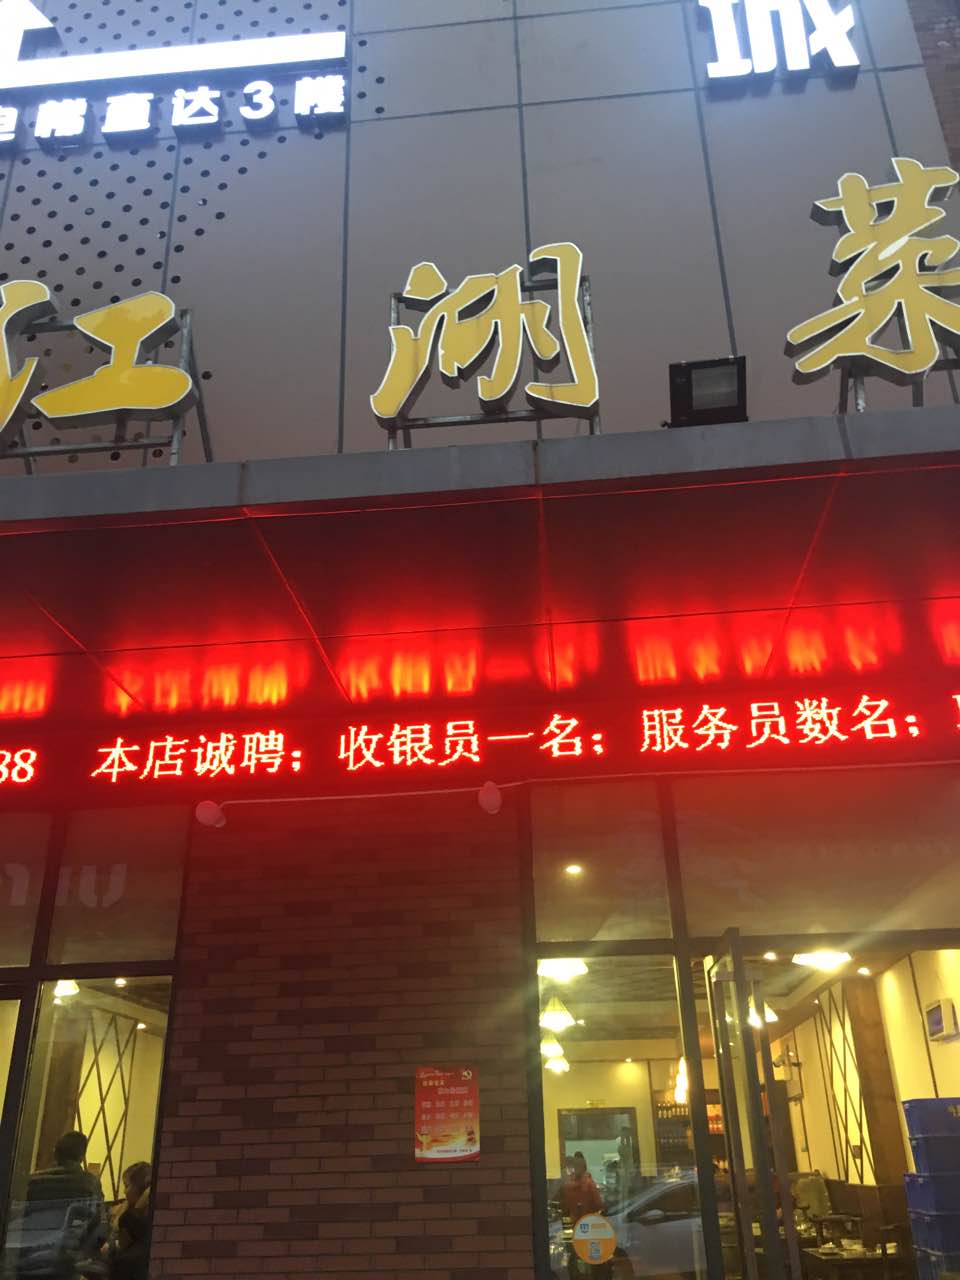 城
电梯直达3楼
江湖菜
88 本店诚聘；收银员一名；服务员数名；